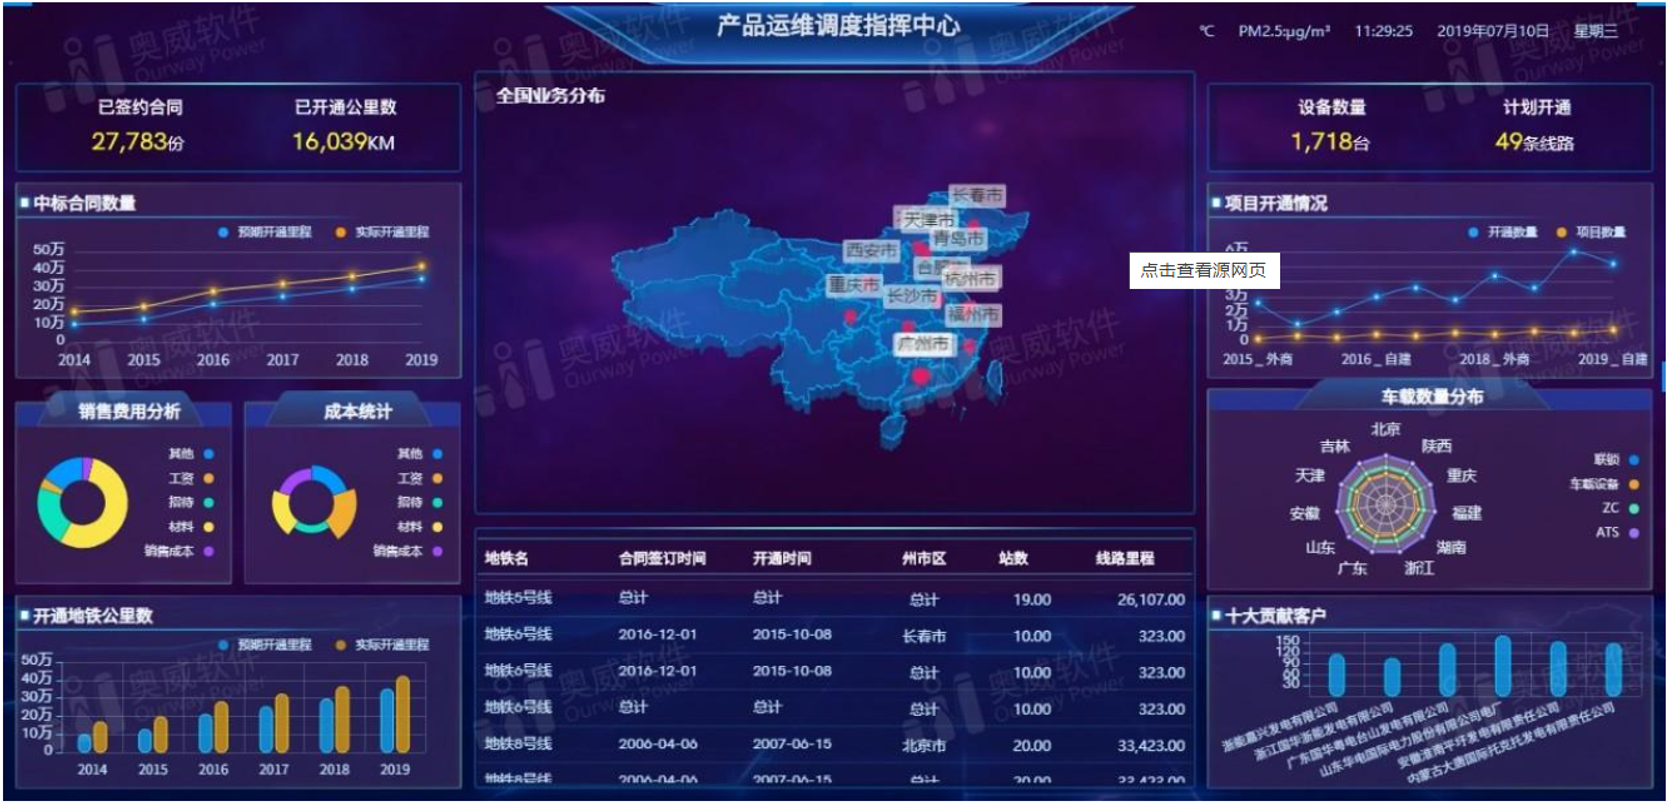 产品运维调度指挥中心
℃ PM2.5:μg/m³ 11:29:25 2019年07月10日 星期三
已签约合同 已开通公里数
27,783份 16,039KM
中标合同数量
预期开通里程 实际开通里程
50万
40万
30万
20万
10万
0
2014 2015 2016 2017 2018 2019
销售费用分析
其他
工资
招待
材料
销售成本
成本统计
其他
工资
招待
材料
销售成本
开通地铁公里数
预期开通里程 实际开通里程
50万
40万
30万
20万
10万
0
2014 2015 2016 2017 2018 2019
全国业务分布
长春市
天津市
青岛市
西安市
合肥
杭州市
重庆市
长沙市
福州市
广州市
地铁名 合同签订时间 开通时间 州市区 站数 线路里程
地铁5号线 总计 总计 总计 19.00 26,107.00
地铁6号线 2016-12-01 2015-10-08 长春市 10.00 323.00
地铁6号线 2016-12-01 2015-10-08 总计 10.00 323.00
地铁6号线 总计 总计 总计 10.00 323.00
地铁8号线 2006-04-06 2007-06-15 北京市 20.00 33,423.00
地铁8号线 2006-04-06 2007-06-15 总计 20.00 33,423.00
设备数量 计划开通
1,718台 49条线路
项目开通情况
开通数量 项目数量
点击查看源网页
6万
3万
2万
1万
0
2015_外商 2016_自建 2018_外商 2019_自建
车载数量分布
北京
陕西
重庆
福建
湖南
浙江
广东
山东
安徽
天津
吉林
联锁
车载设备
ZC
ATS
十大贡献客户
150
120
90
60
30
浙能嘉兴发电有限公司
浙江国华浙能发电有限公司
广东国华粤电台山发电有限公司
山东华电国际电力股份有限公司电厂
安徽淮南平圩发电有限责任公司
内蒙古大唐国际托克托发电有限责任公司
奥威软件
Ourway Power